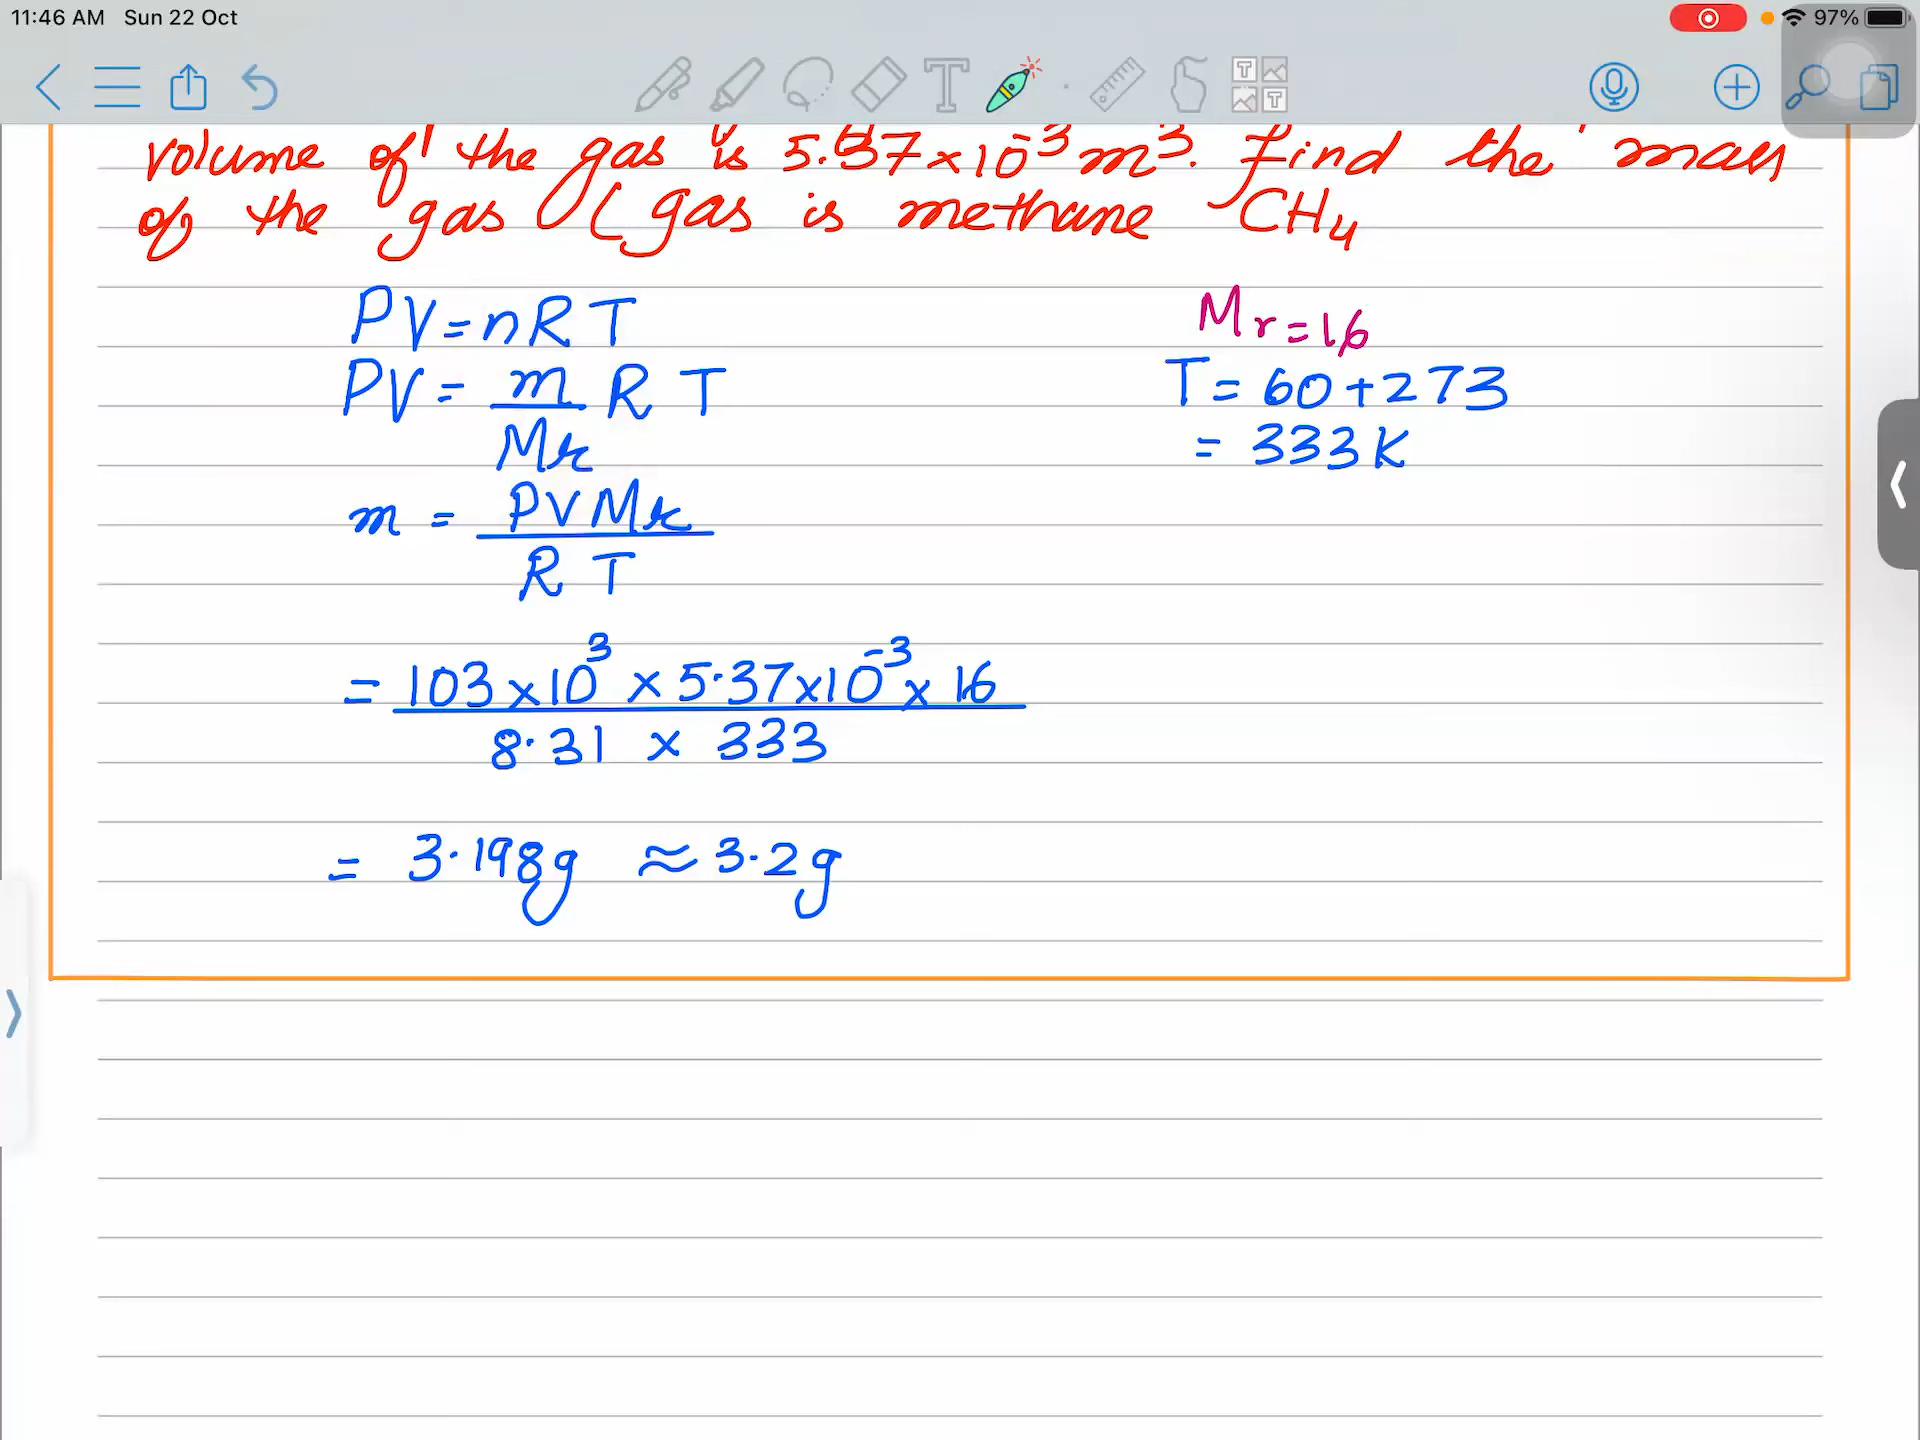 11:46 AM Sun 22 Oct
97%
volume of the gas is 5.37×10⁻³m³. Find the mass
of the gas (gas is methane CH₄
PV=nRT
PV = m/Mr RT
m = PVMr/RT
= 103×10³ × 5.37×10⁻³ × 16 / 8.31 × 333
= 3.198g ≈ 3.2g
Mr=16
T = 60+273
= 333K